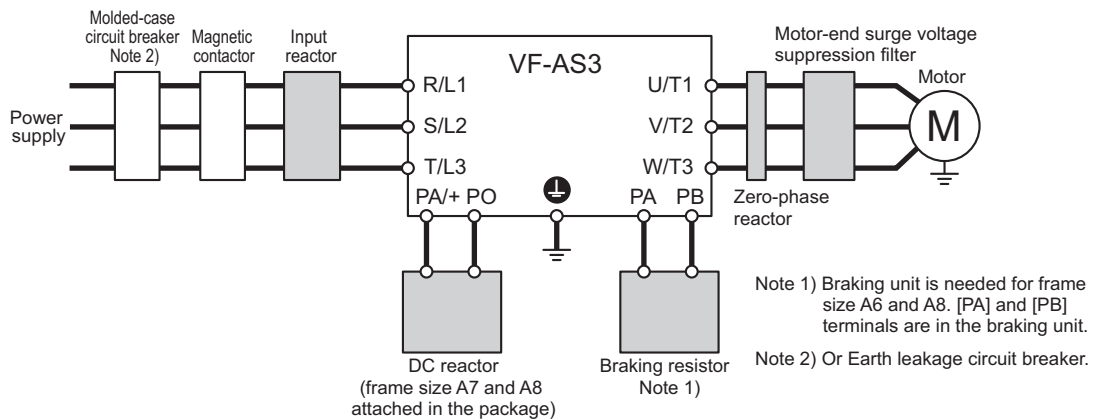 Molded-case
circuit breaker
Note 2)
Magnetic
contactor
Input
reactor
VF-AS3
Motor-end surge voltage
suppression filter
Motor
Power
supply
R/L1
S/L2
T/L3
U/T1
V/T2
W/T3
M
PA/+ PO
PA PB
Zero-phase
reactor
DC reactor
(frame size A7 and A8
attached in the package)
Braking resistor
Note 1)
Note 1) Braking unit is needed for frame
size A6 and A8. [PA] and [PB]
terminals are in the braking unit.
Note 2) Or Earth leakage circuit breaker.